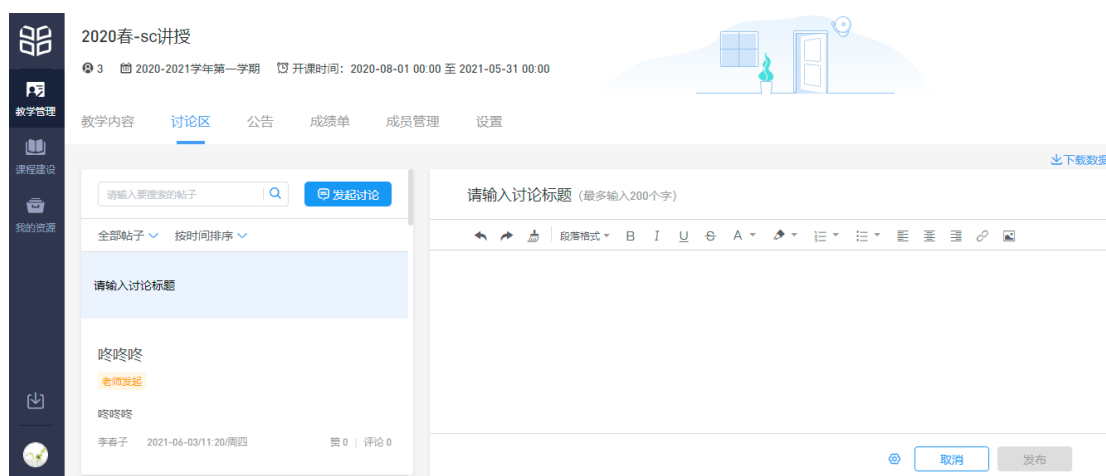 2020春-sc讲授
3 2020-2021学年第一学期 开课时间：2020-08-01 00:00 至 2021-05-31 00:00
教学管理
课程建设
我的资源
教学内容 讨论区 公告 成绩单 成员管理 设置
下载数据
请输入要搜索的帖子 发起讨论
全部帖子 按时间排序
请输入讨论标题
咚咚咚
老师发起
咚咚咚
李春子 2021-06-03/11:20/周四 赞 0 | 评论 0
请输入讨论标题 (最多输入200个字)
段落格式 B I U S A
取消 发布